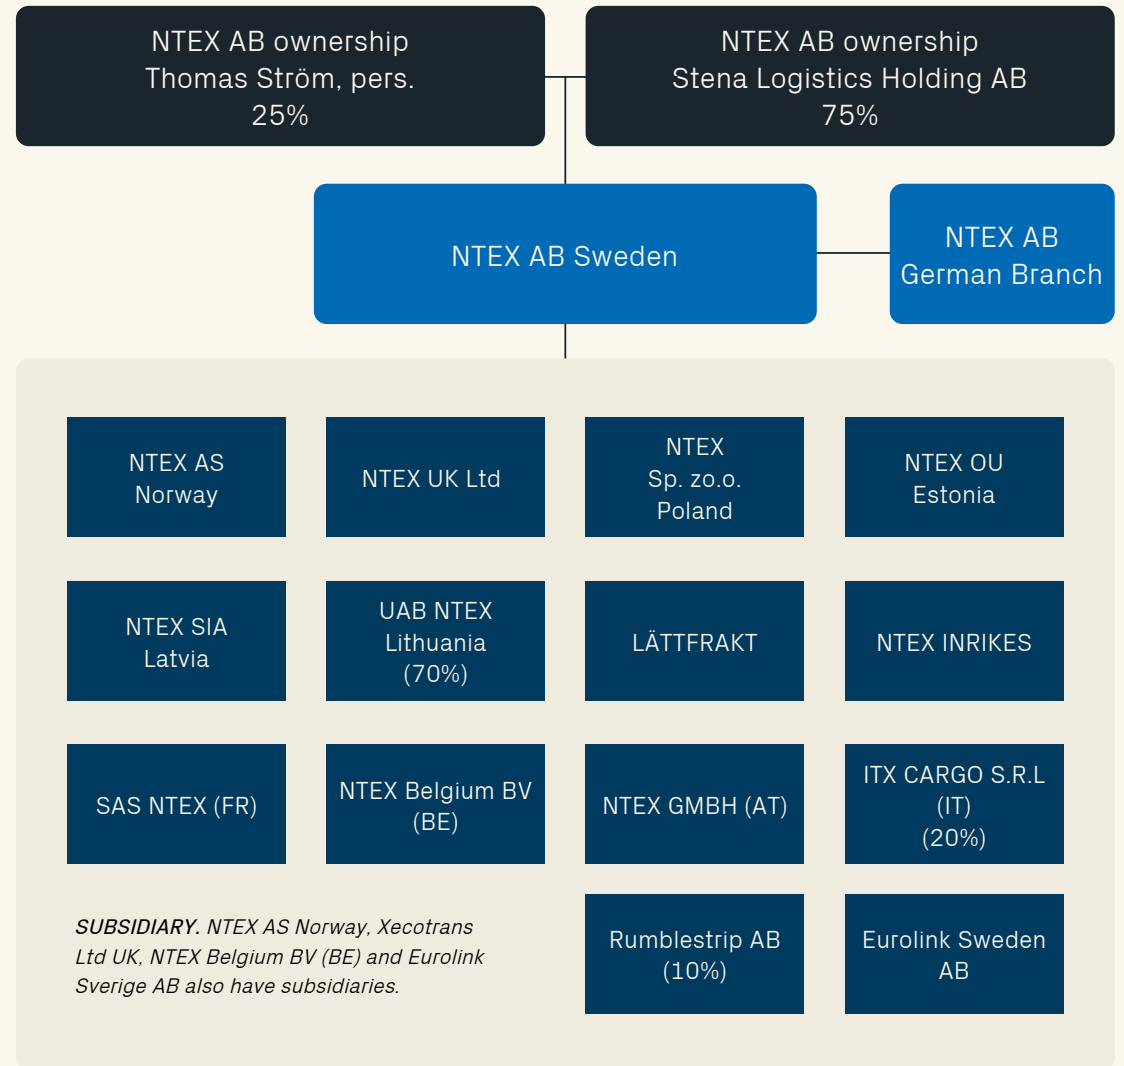 NTEX AB ownership
Thomas Ström, pers.
25%
NTEX AB ownership
Stena Logistics Holding AB
75%
NTEX AB Sweden
NTEX AB
German Branch
NTEX AS
Norway
NTEX UK Ltd
NTEX
Sp. zo.o.
Poland
NTEX OU
Estonia
NTEX SIA
Latvia
UAB NTEX
Lithuania
(70%)
LÄTTFRAKT
NTEX INRIKES
SAS NTEX (FR)
NTEX Belgium BV
(BE)
NTEX GMBH (AT)
ITX CARGO S.R.L
(IT)
(20%)
SUBSIDIARY. NTEX AS Norway, Xecotrans
Ltd UK, NTEX Belgium BV (BE) and Eurolink
Sverige AB also have subsidiaries.
Rumblestrip AB
(10%)
Eurolink Sweden
AB